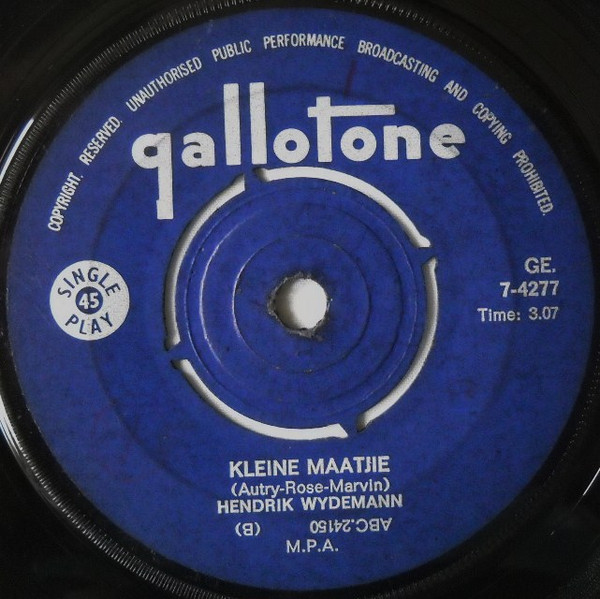 COPYRIGHT. RESERVED. UNAUTHORISED PUBLIC PERFORMANCE BROADCASTING AND COPYING PROHIBITED.
gallotone
SINGLE
45
PLAY
GE.
7-4277
Time: 3.07
KLEINE MAATJIE
(Autry-Rose-Marvin)
HENDRIK WYDEMANN
ABC.24150 (B)
M.P.A.